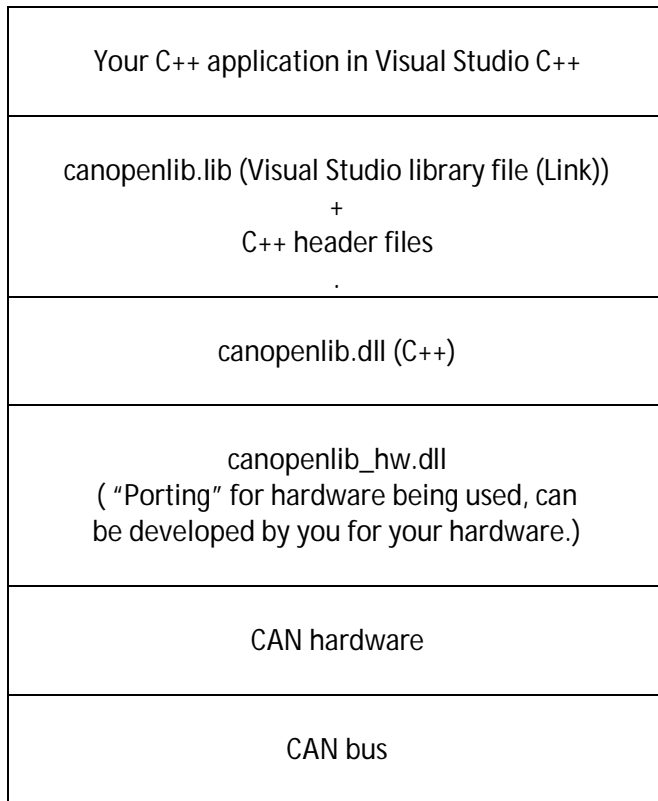 Your C++ application in Visual Studio C++
canopenlib.lib (Visual Studio library file (Link))
+
C++ header files
.
canopenlib.dll (C++)
canopenlib_hw.dll
( “Porting” for hardware being used, can
be developed by you for your hardware.)
CAN hardware
CAN bus